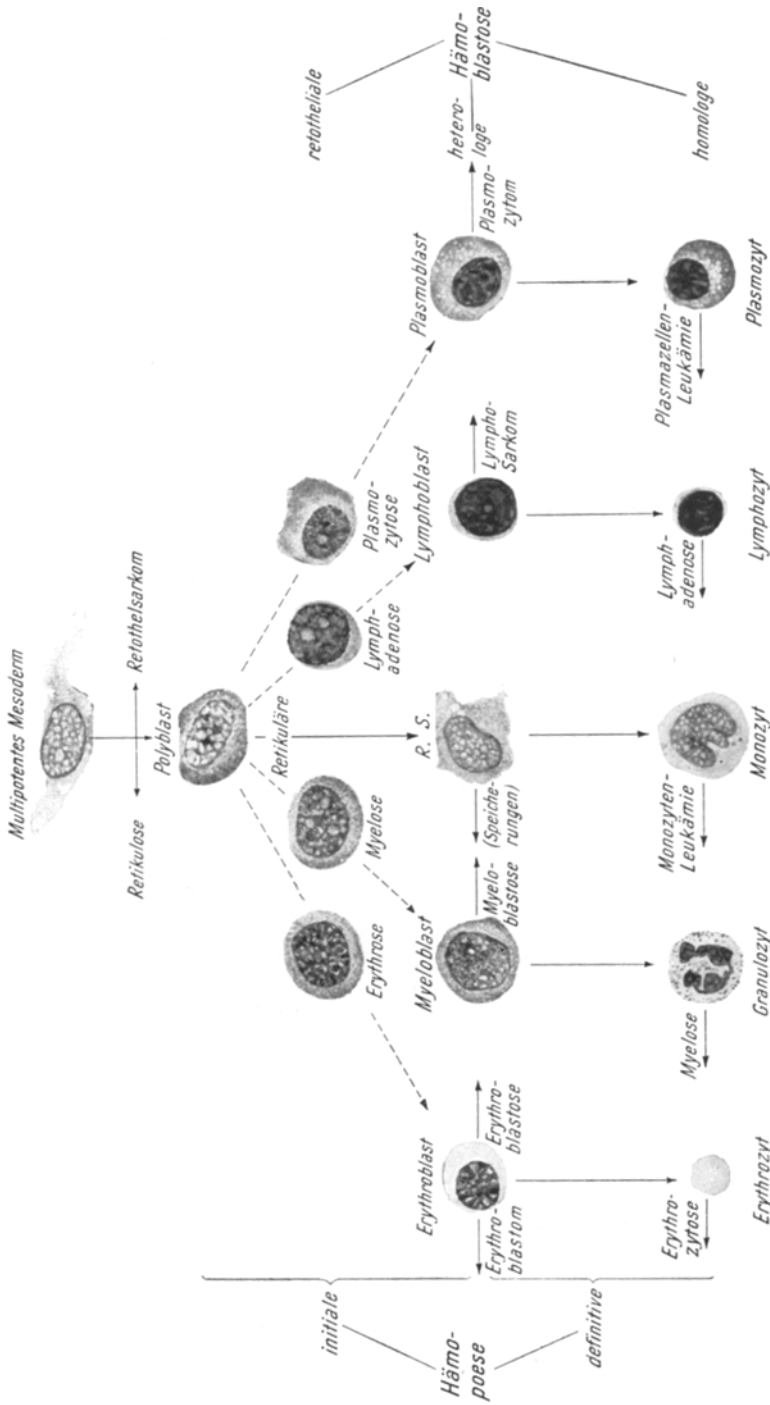 Multipotentes Mesoderm
Retikulose
Retothelsarkom
Polyblast
Retikuläre
Erythrose
Myelose
Lymph-
adenose
Plasmo-
zytose
initiale
Hämo-
poese
definitive
Erythroblast
Erythro-
blastom
Erythro-
blastose
Myeloblast
Myelo-
blastose
R. S.
(Speiche-
rungen)
Lymphoblast
Lympho-
Sarkom
Plasmoblast
Plasmo-
zytom
retotheliale
hetero-
loge
Hämo-
blastose
homologe
Erythro-
zytose
Erythrozyt
Myelose
Granulozyt
Monozyten-
Leukämie
Monozyt
Lymph-
adenose
Lymphozyt
Plasmazellen-
Leukämie
Plasmozyt